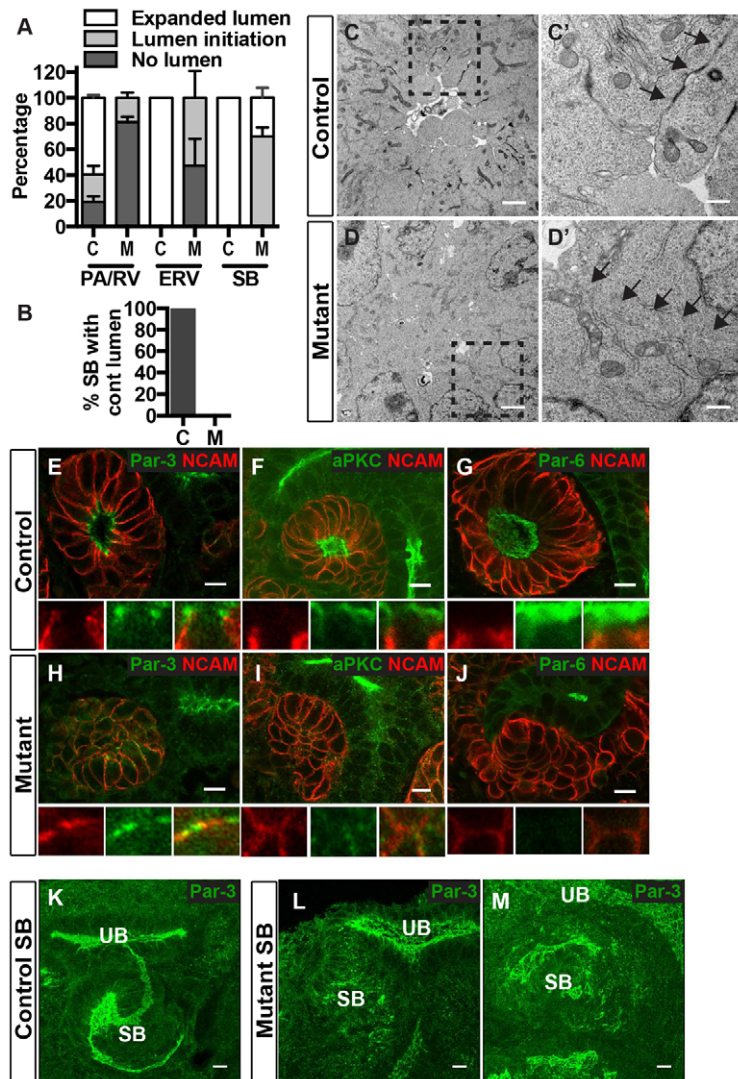 A
Expanded lumen
Lumen initiation
No lumen
Percentage
120
100
80
60
40
20
0
C M C M C M
PA/RV ERV SB
B
% SB with
cont lumen
100
80
60
40
20
0
C M
Control
C C'
Mutant
D D'
Control
E Par-3 NCAM
F aPKC NCAM
G Par-6 NCAM
Mutant
H Par-3 NCAM
I aPKC NCAM
J Par-6 NCAM
Control SB
K Par-3
UB
SB
Mutant SB
L Par-3
UB
SB
M Par-3
UB
SB